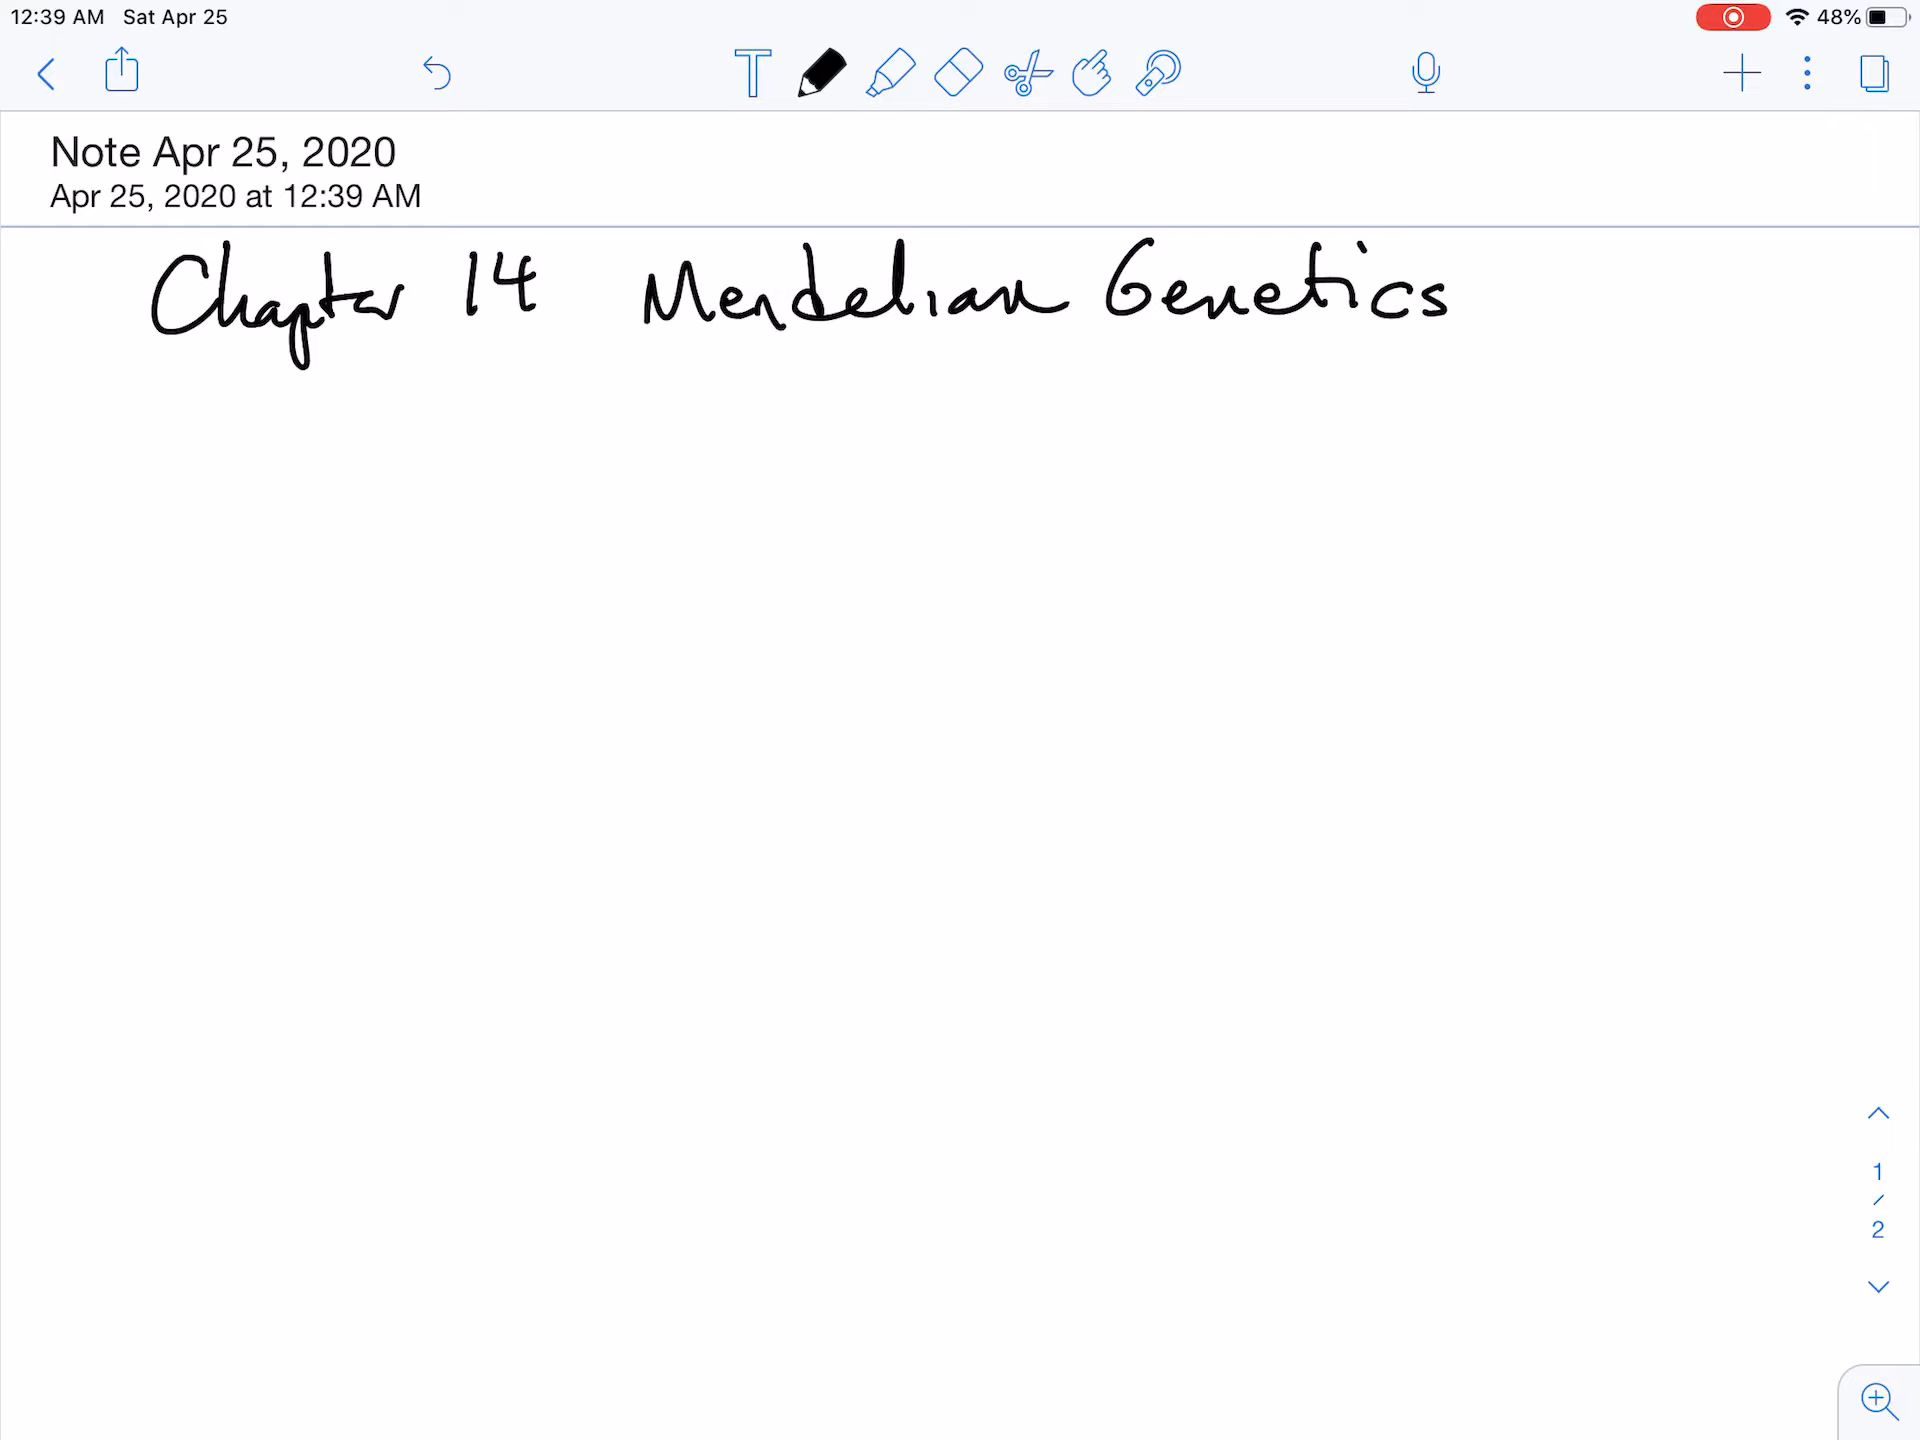 12:39 AM Sat Apr 25 48%
T
Note Apr 25, 2020
Apr 25, 2020 at 12:39 AM
Chapter 14 Mendelian Genetics
1
/
2